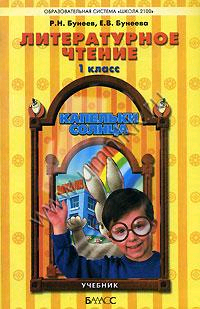 ОБРАЗОВАТЕЛЬНАЯ СИСТЕМА «ШКОЛА 2100»
Р.Н. Бунеев, Е.В. Бунеева
ЛИТЕРАТУРНОЕ
ЧТЕНИЕ
1 класс
КАПЕЛЬКИ
СОЛНЦА
УЧЕБНИК
БАЛАСС